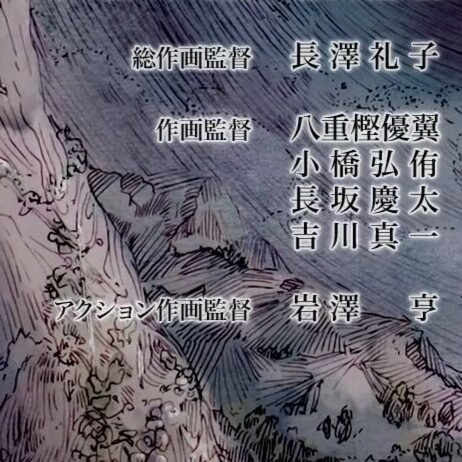 総作画監督 長澤礼子
作画監督 八重樫優翼
小橋弘侑
長坂慶太
吉川真一
アクション作画監督 岩澤亨